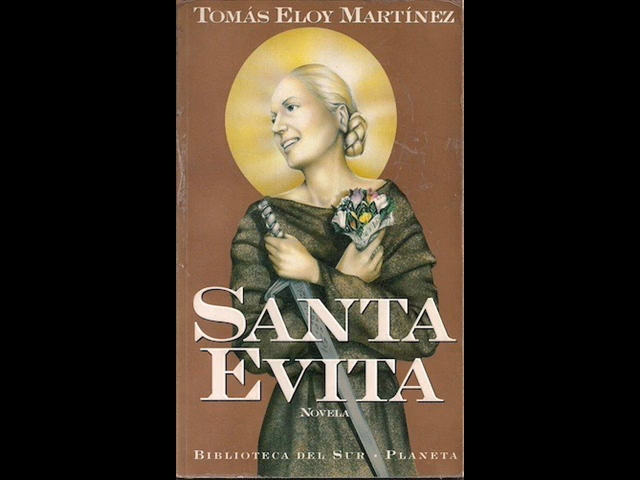 TOMÁS ELOY MARTÍNEZ
SANTA
EVITA
NOVELA
BIBLIOTECA DEL SUR • PLANETA